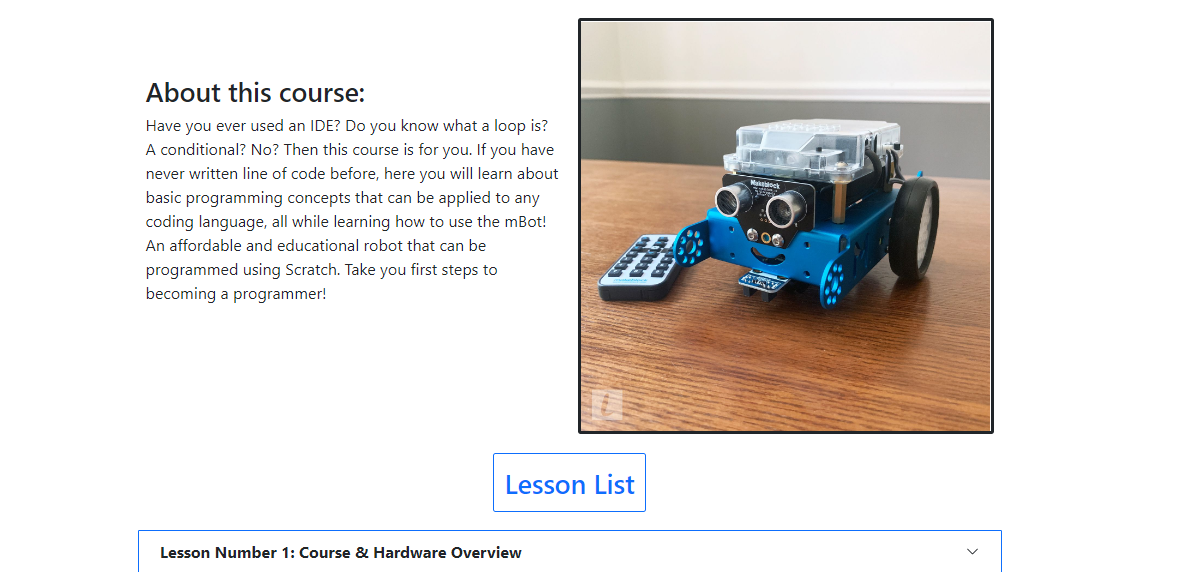 About this course:
Have you ever used an IDE? Do you know what a loop is?
A conditional? No? Then this course is for you. If you have
never written line of code before, here you will learn about
basic programming concepts that can be applied to any
coding language, all while learning how to use the mBot!
An affordable and educational robot that can be
programmed using Scratch. Take you first steps to
becoming a programmer!
Makeblock
Lesson List
Lesson Number 1: Course & Hardware Overview